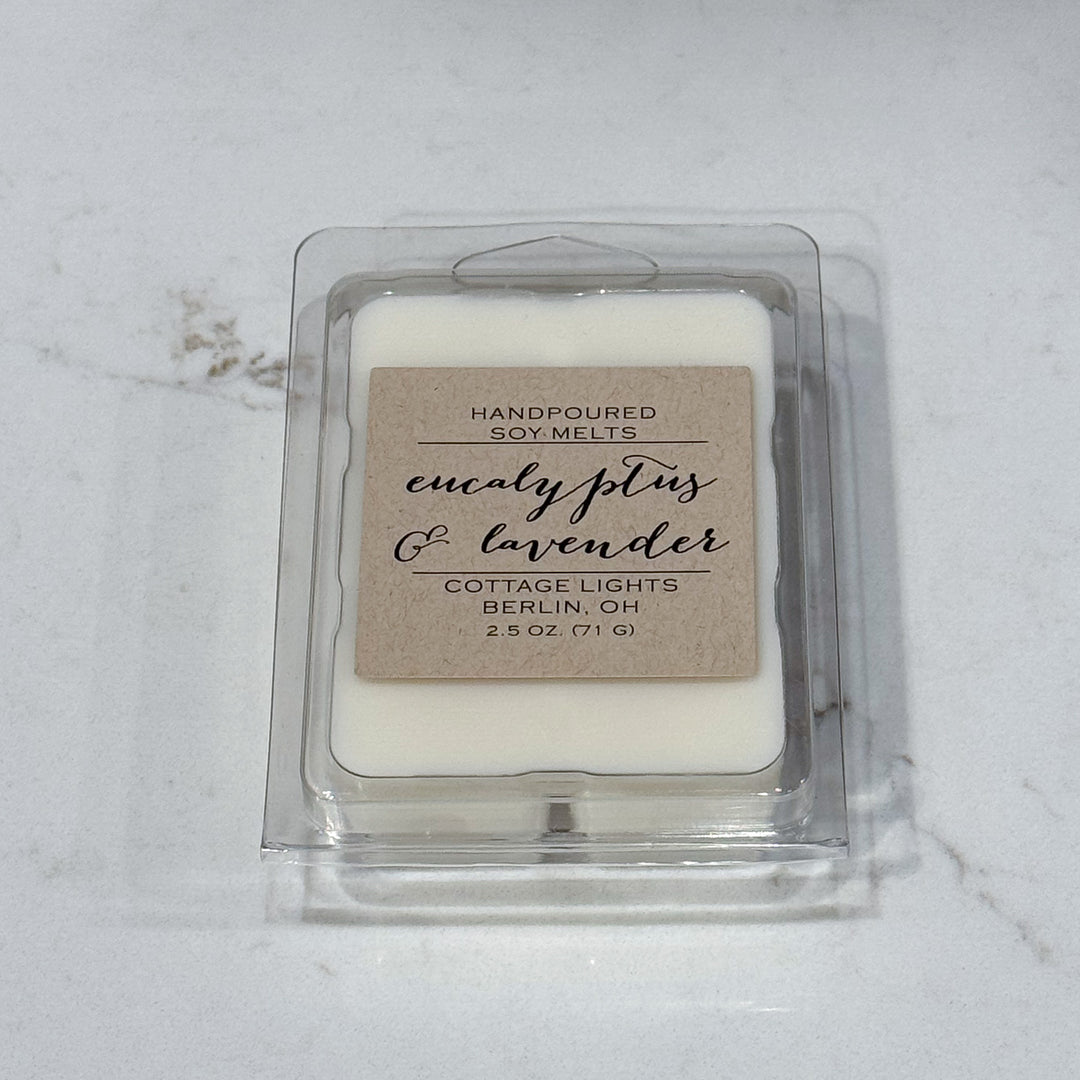 HANDPOURED
SOY MELTS
eucalyptus
& lavender
COTTAGE LIGHTS
BERLIN, OH
2.5 OZ. (71 G)